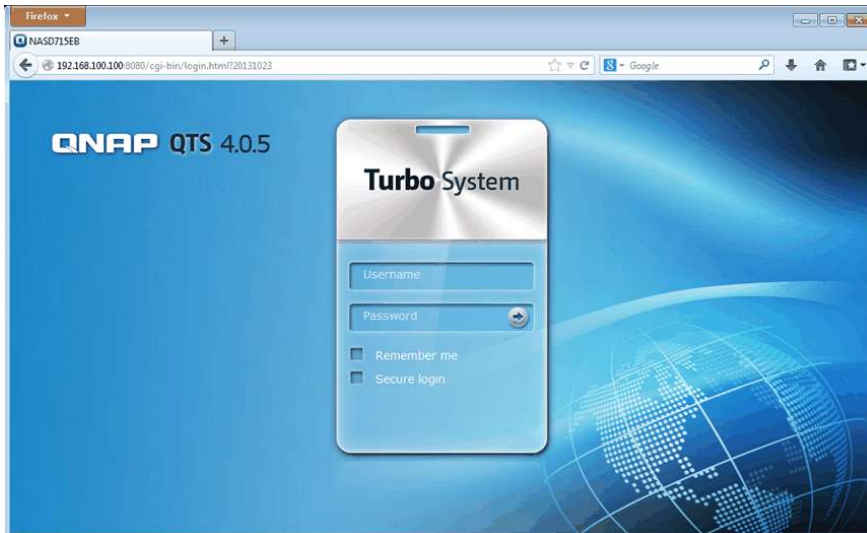 Firefox
NASD715EB
192.168.100.100:8080/cgi-bin/login.html?20131023
Google
QNAP QTS 4.0.5
Turbo System
Username
Password
Remember me
Secure login